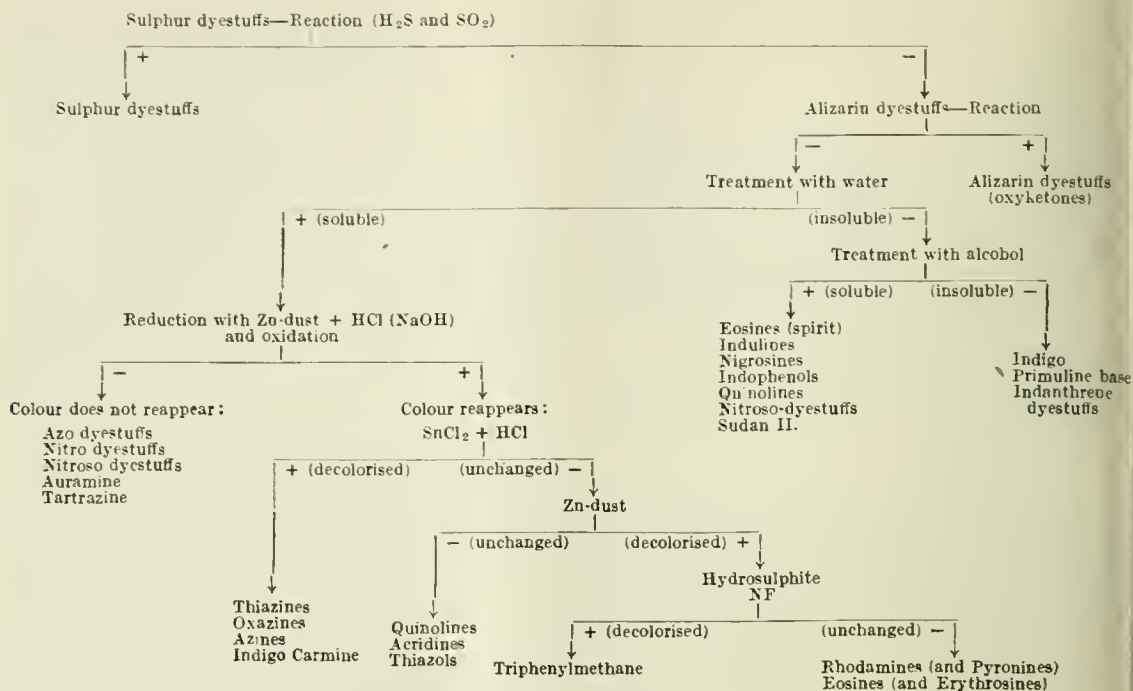 Sulphur dyestuffs—Reaction (H₂S and SO₂)
+ −
Sulphur dyestuffs
Alizarin dyestuffs—Reaction
− +
Treatment with water
Alizarin dyestuffs
(oxyketones)
+ (soluble) (insoluble) −
Treatment with alcohol
+ (soluble) (insoluble) −
Reduction with Zn-dust + HCl (NaOH)
and oxidation
Eosines (spirit)
Indulines
Nigrosines
Indophenols
Quinolines
Nitroso-dyestuffs
Sudan II.
Indigo
Primuline base
Indanthrene
dyestuffs
− +
Colour does not reappear:
Azo dyestuffs
Nitro dyestuffs
Nitroso dyestuffs
Auramine
Tartrazine
Colour reappears:
SnCl₂ + HCl
+ (decolorised) (unchanged) −
Zn-dust
− (unchanged) (decolorised) +
Hydrosulphite
NF
Thiazines
Oxazines
Azines
Indigo Carmine
Quinolines
Acridines
Thiazols
+ (decolorised) (unchanged) −
Triphenylmethane
Rhodamines (and Pyronines)
Eosines (and Erythrosines)